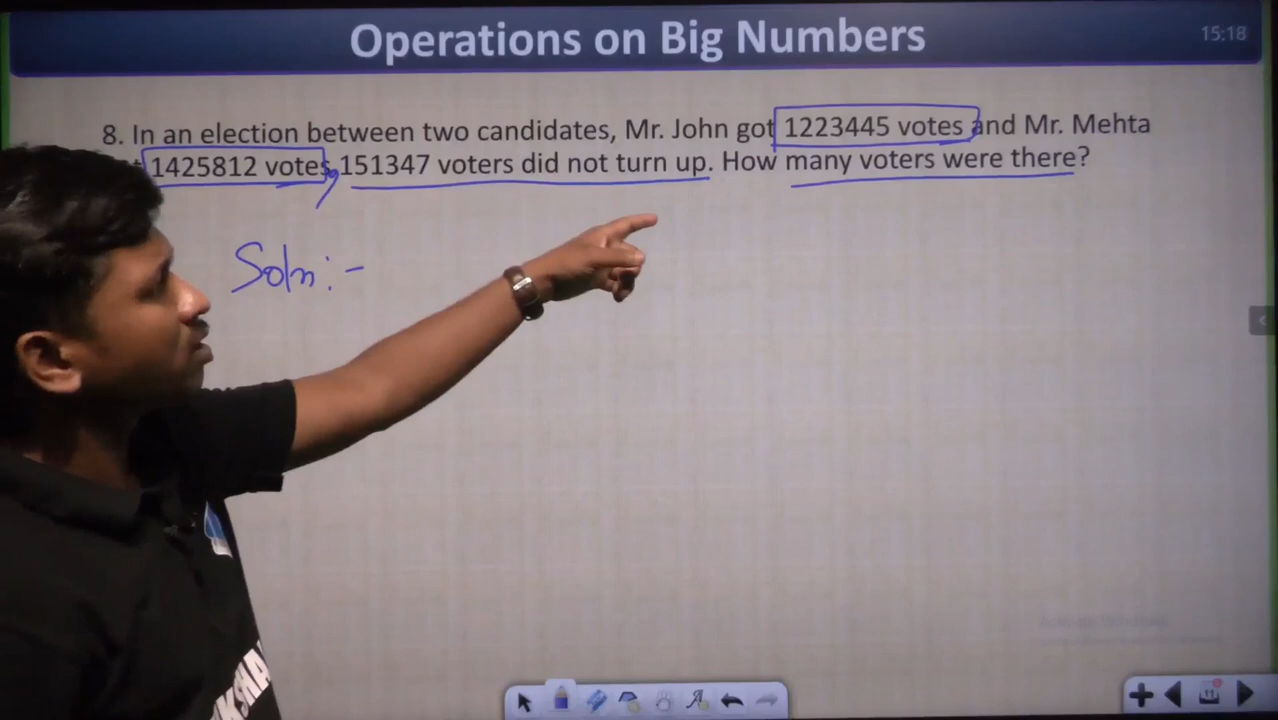 Operations on Big Numbers
15:18
8. In an election between two candidates, Mr. John got 1223445 votes and Mr. Mehta
1425812 votes, 151347 voters did not turn up. How many voters were there?
Soln:-
11